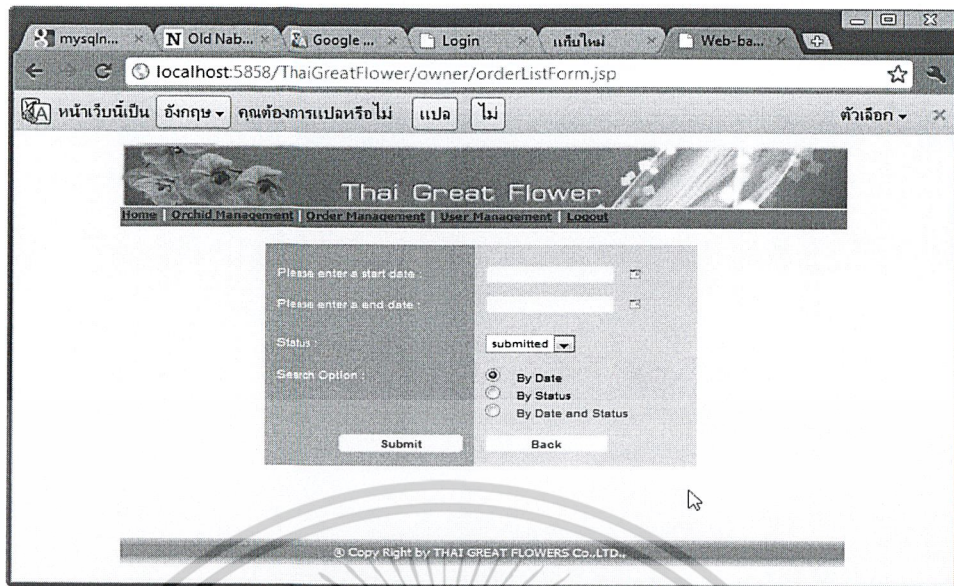 mysqln...
Old Nab...
Google ...
Login
แท็บใหม่
Web-ba...
localhost:5858/ThaiGreatFlower/owner/orderListForm.jsp
หน้าเว็บนี้เป็น อังกฤษ คุณต้องการแปลหรือไม่ แปล ไม่ ตัวเลือก
Thai Great Flower
Home | Orchid Management | Order Management | User Management | Logout
Please enter a start date :
Please enter a end date :
Status : submitted
Search Option : By Date
By Status
By Date and Status
Submit Back
® Copy Right by THAI GREAT FLOWERS Co.,LTD.,